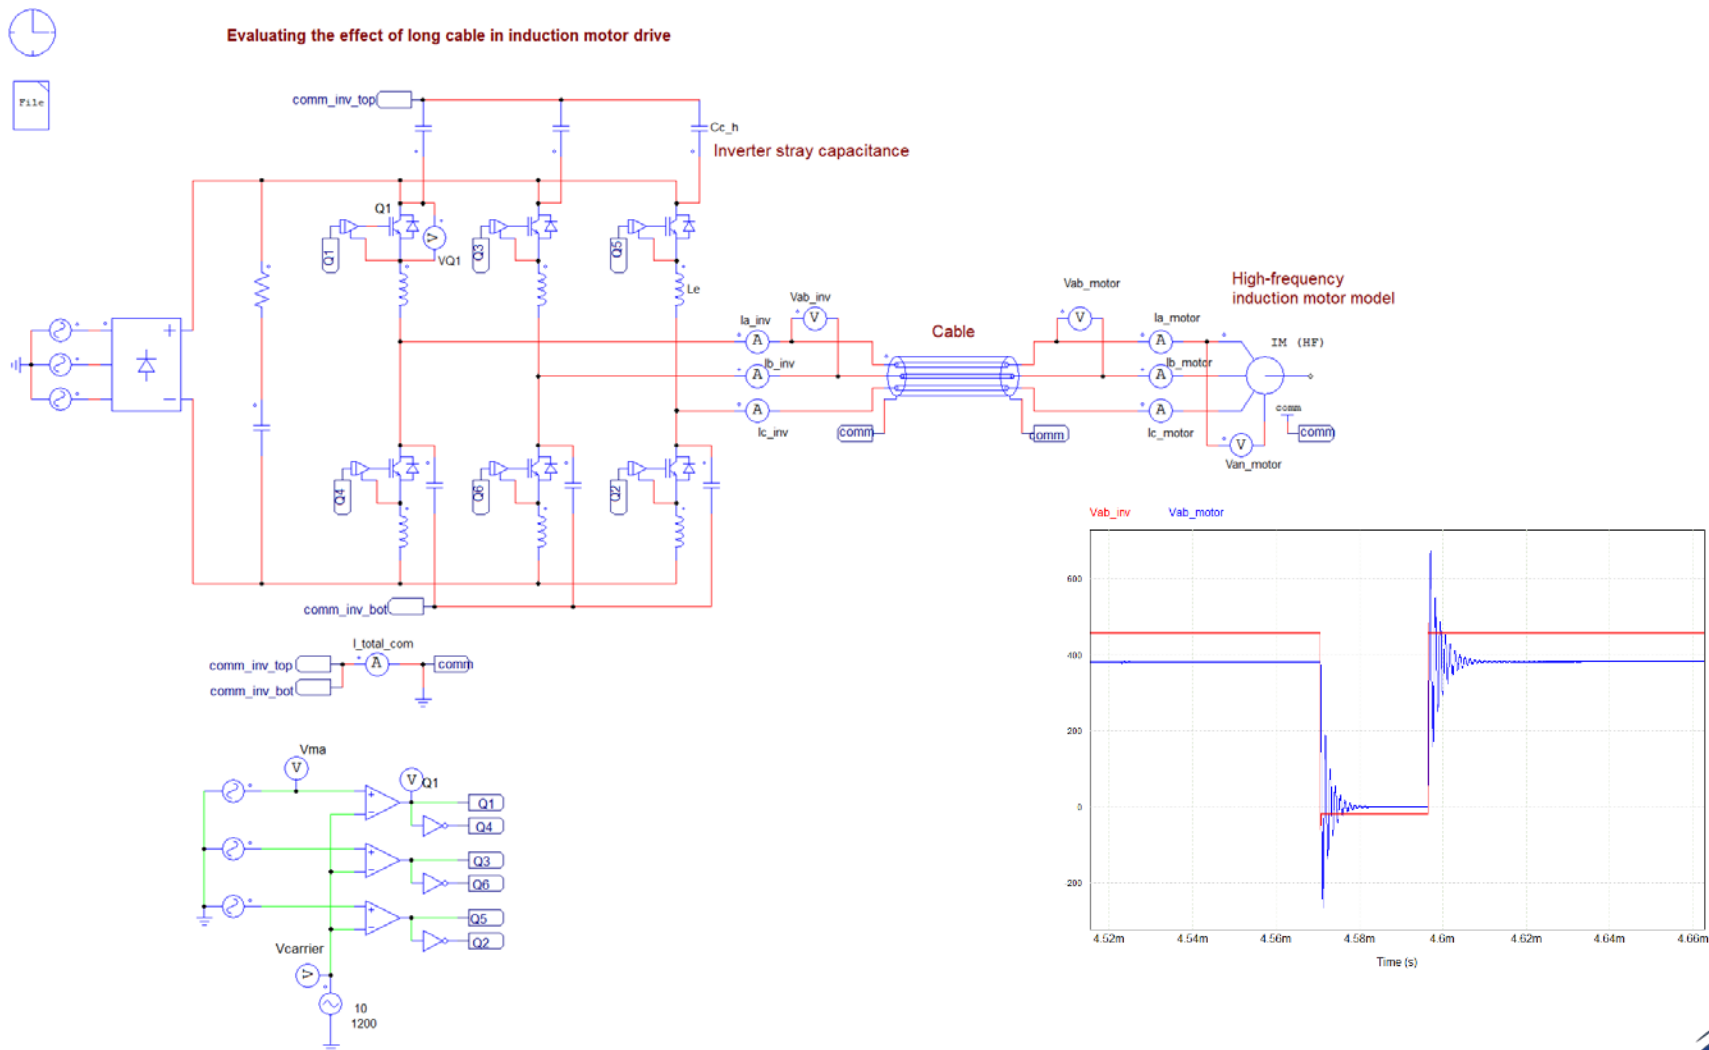 Evaluating the effect of long cable in induction motor drive
File
comm_inv_top
Cc_h
Inverter stray capacitance
Q1
Q1
V
VQ1
Q3
Q5
Le
High-frequency
induction motor model
Vab_inv
V
Vab_motor
V
Ia_inv
A
Cable
Ia_motor
A
IM (HF)
Ib_inv
A
Ib_motor
A
Ic_inv
A
comm
comm
Ic_motor
A
comm
comm
V
Van_motor
Q4
Q6
Q2
comm_inv_bot
I_total_com
comm_inv_top
A
comm
comm_inv_bot
Vab_inv Vab_motor
600
400
200
0
200
4.52m 4.54m 4.56m 4.58m 4.6m 4.62m 4.64m 4.66m
Time (s)
Vma
V
V
Q1
Q1
Q4
Q3
Q6
Q5
Q2
Vcarrier
V
10
1200